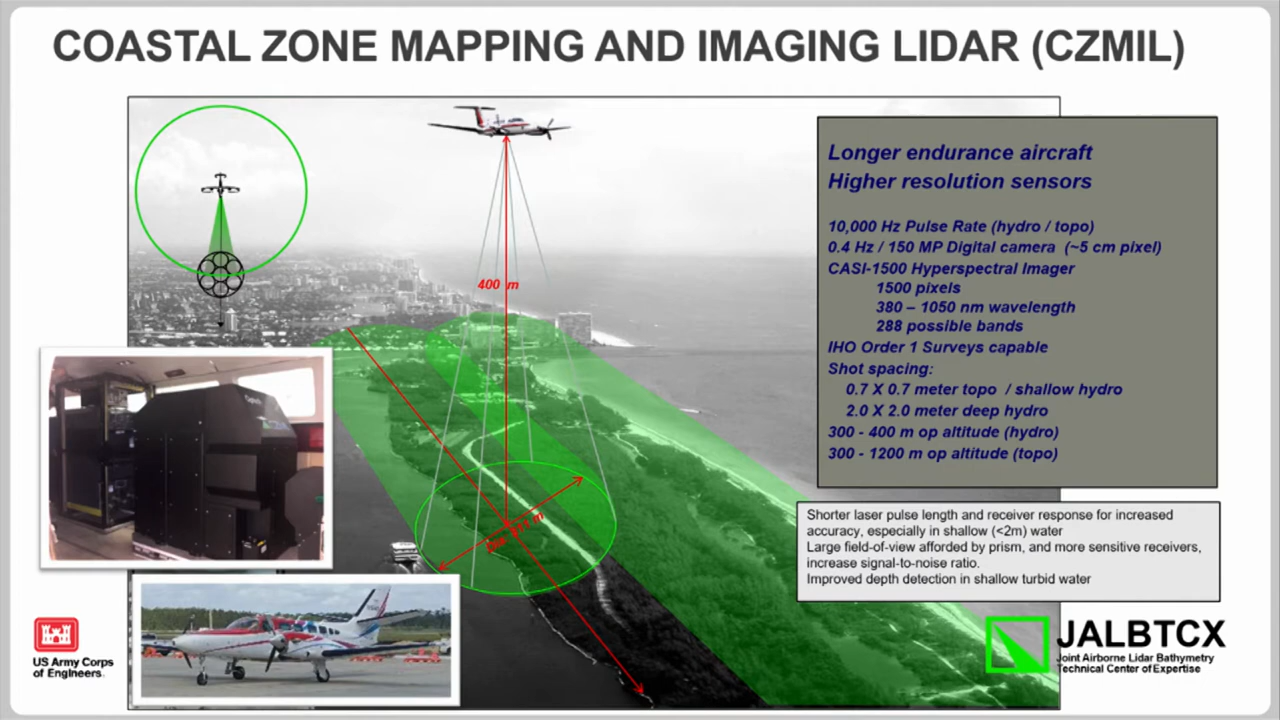 COASTAL ZONE MAPPING AND IMAGING LIDAR (CZMIL)
400 m
Longer endurance aircraft
Higher resolution sensors
10,000 Hz Pulse Rate (hydro / topo)
0.4 Hz / 150 MP Digital camera (~5 cm pixel)
CASI-1500 Hyperspectral Imager
1500 pixels
380 – 1050 nm wavelength
288 possible bands
IHO Order 1 Surveys capable
Shot spacing:
0.7 X 0.7 meter topo / shallow hydro
2.0 X 2.0 meter deep hydro
300 - 400 m op altitude (hydro)
300 - 1200 m op altitude (topo)
Shorter laser pulse length and receiver response for increased
accuracy, especially in shallow (<2m) water
Large field-of-view afforded by prism, and more sensitive receivers,
increase signal-to-noise ratio.
Improved depth detection in shallow turbid water
US Army Corps
of Engineers.
JALBTCX
Joint Airborne Lidar Bathymetry
Technical Center of Expertise